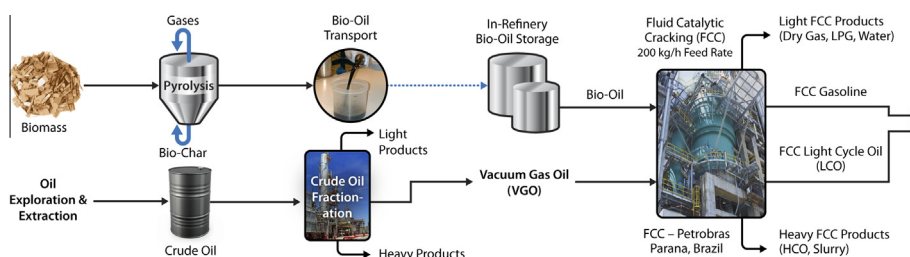 Gases
Bio-Oil
Transport
In-Refinery
Bio-Oil Storage
Fluid Catalytic
Cracking (FCC)
200 kg/h Feed Rate
Light FCC Products
(Dry Gas, LPG, Water)
Pyrolysis
Biomass
Bio-Oil
FCC Gasoline
Bio-Char
Light
Products
FCC Light Cycle Oil
(LCO)
Oil
Exploration &
Extraction
Crude Oil
Crude Oil
Fraction-
ation
Vacuum Gas Oil
(VGO)
Heavy Products
FCC – Petrobras
Parana, Brazil
Heavy FCC Products
(HCO, Slurry)